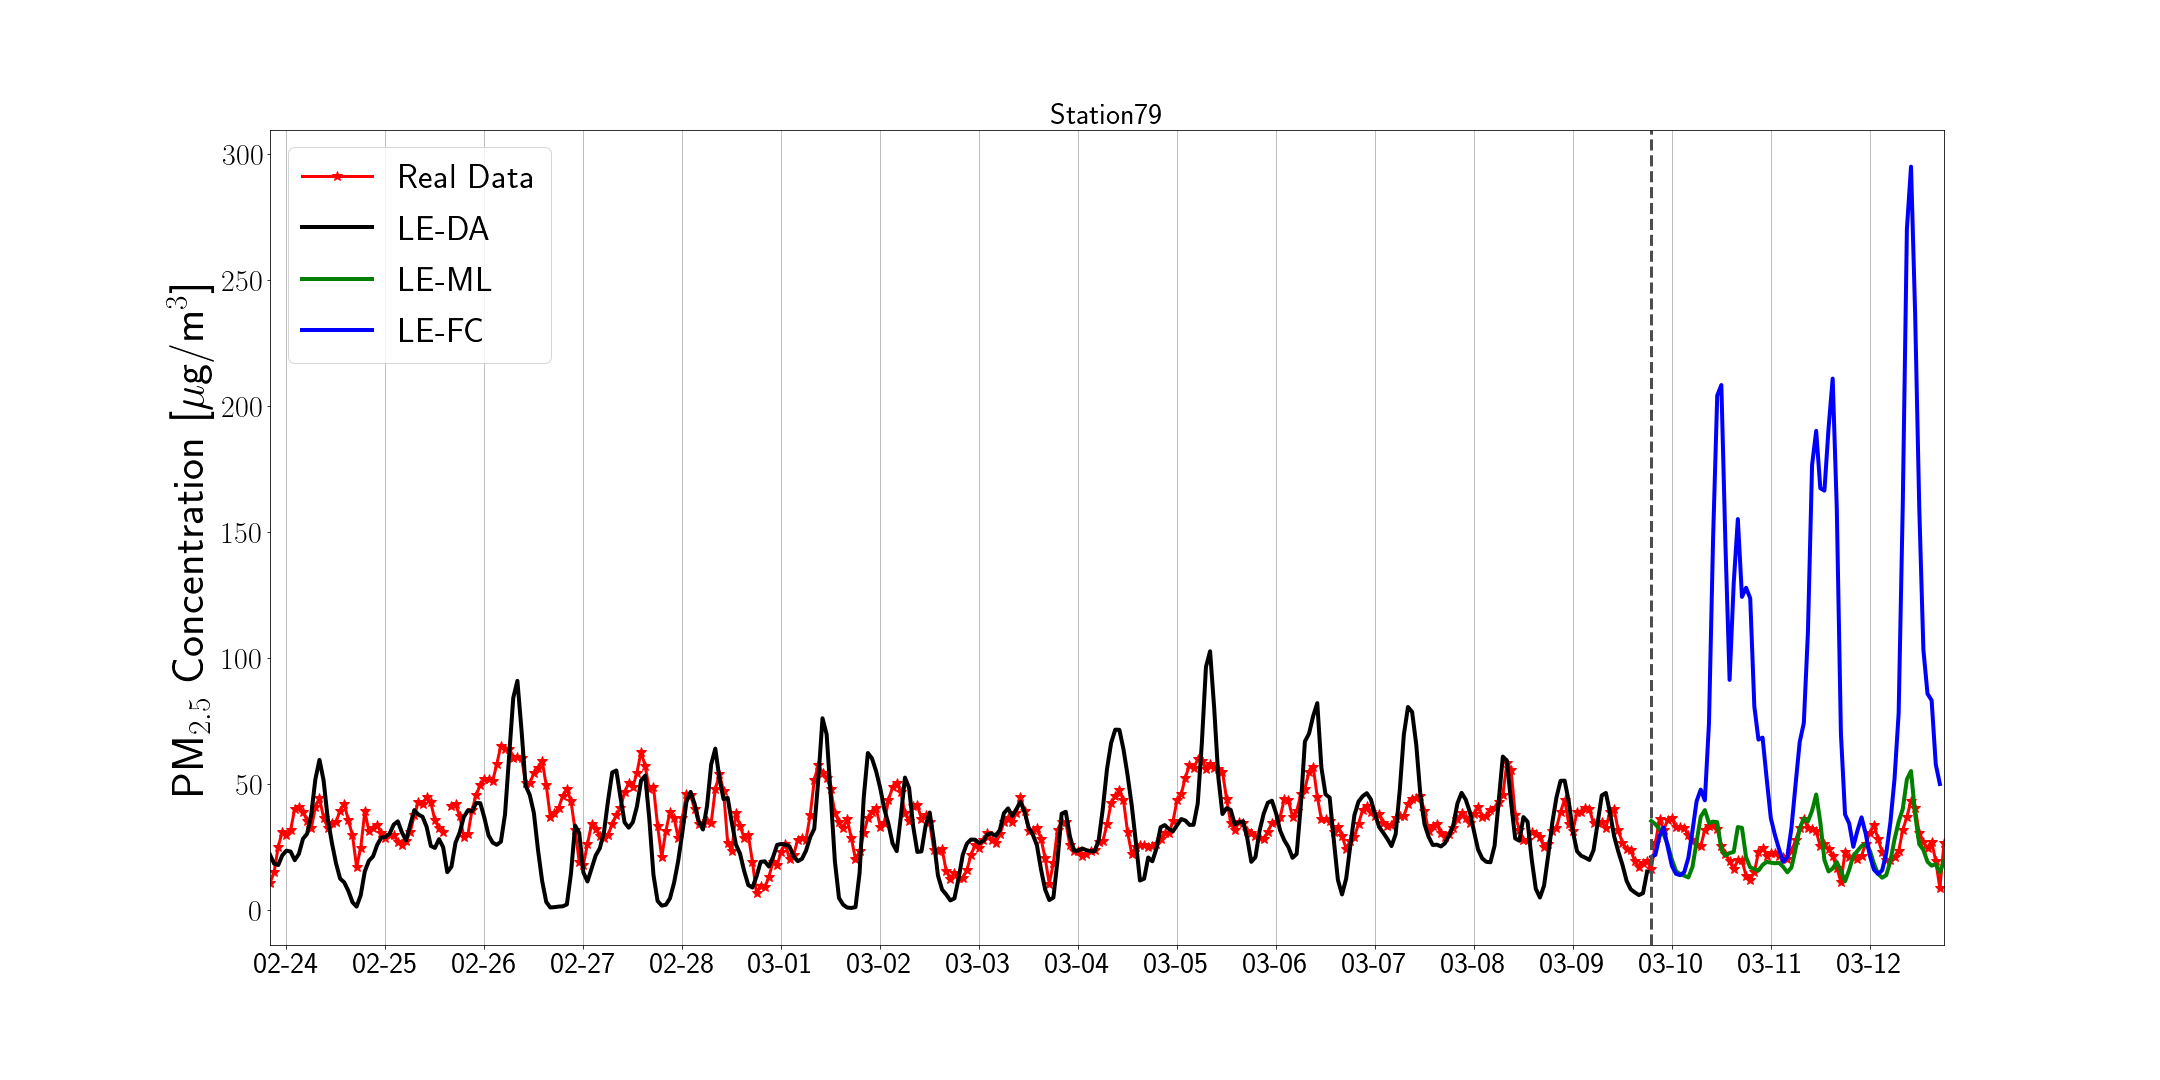 Station79
PM2.5 Concentration [μg/m³]
300
250
200
150
100
50
0
Real Data
LE-DA
LE-ML
LE-FC
02-24 02-25 02-26 02-27 02-28 03-01 03-02 03-03 03-04 03-05 03-06 03-07 03-08 03-09 03-10 03-11 03-12